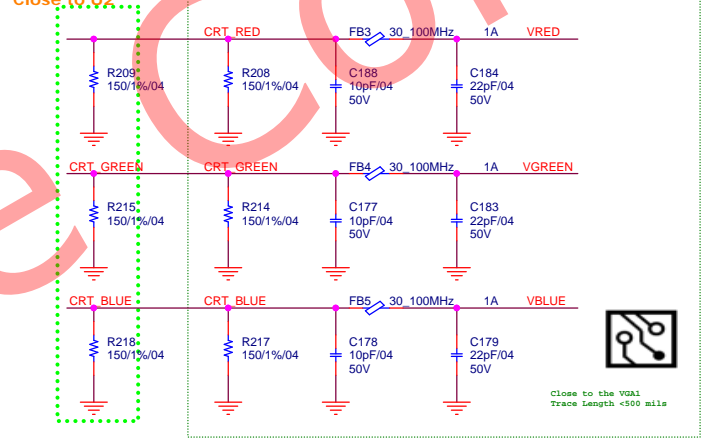 Close to U2
CRT_RED FB3 30_100MHz 1A VRED
R209
150/1%/04
R208
150/1%/04
C188
10pF/04
50V
C184
22pF/04
50V
CRT_GREEN CRT_GREEN FB4 30_100MHz 1A VGREEN
R215
150/1%/04
R214
150/1%/04
C177
10pF/04
50V
C183
22pF/04
50V
CRT_BLUE CRT_BLUE FB5 30_100MHz 1A VBLUE
R218
150/1%/04
R217
150/1%/04
C178
10pF/04
50V
C179
22pF/04
50V
Close to the VGA1
Trace Length <500 mils